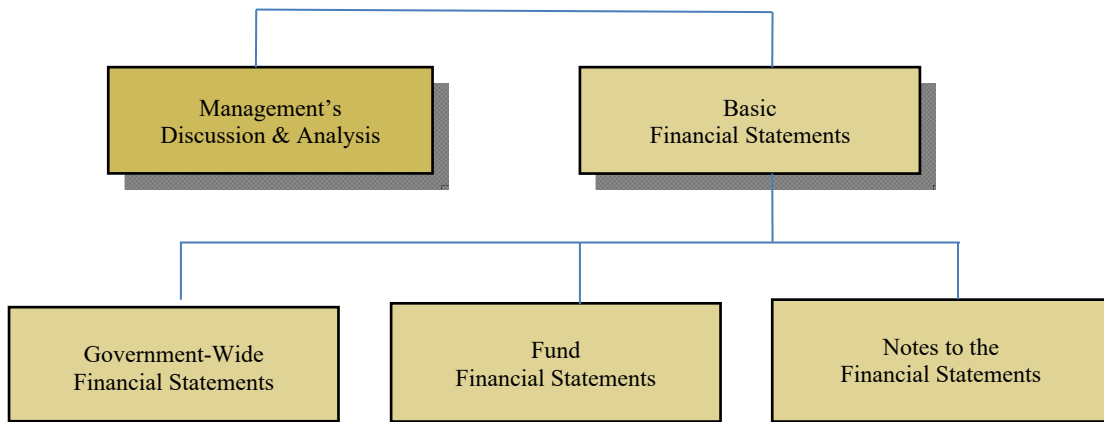 Management’s
Discussion & Analysis
Basic
Financial Statements
Government-Wide
Financial Statements
Fund
Financial Statements
Notes to the
Financial Statements